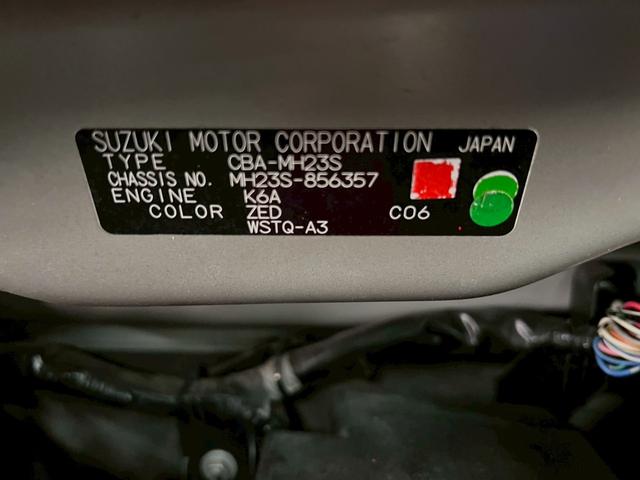 SUZUKI MOTOR CORPORATION JAPAN
TYPE CBA-MH23S
CHASSIS NO. MH23S-856357
ENGINE K6A
COLOR ZED C06
WSTQ-A3